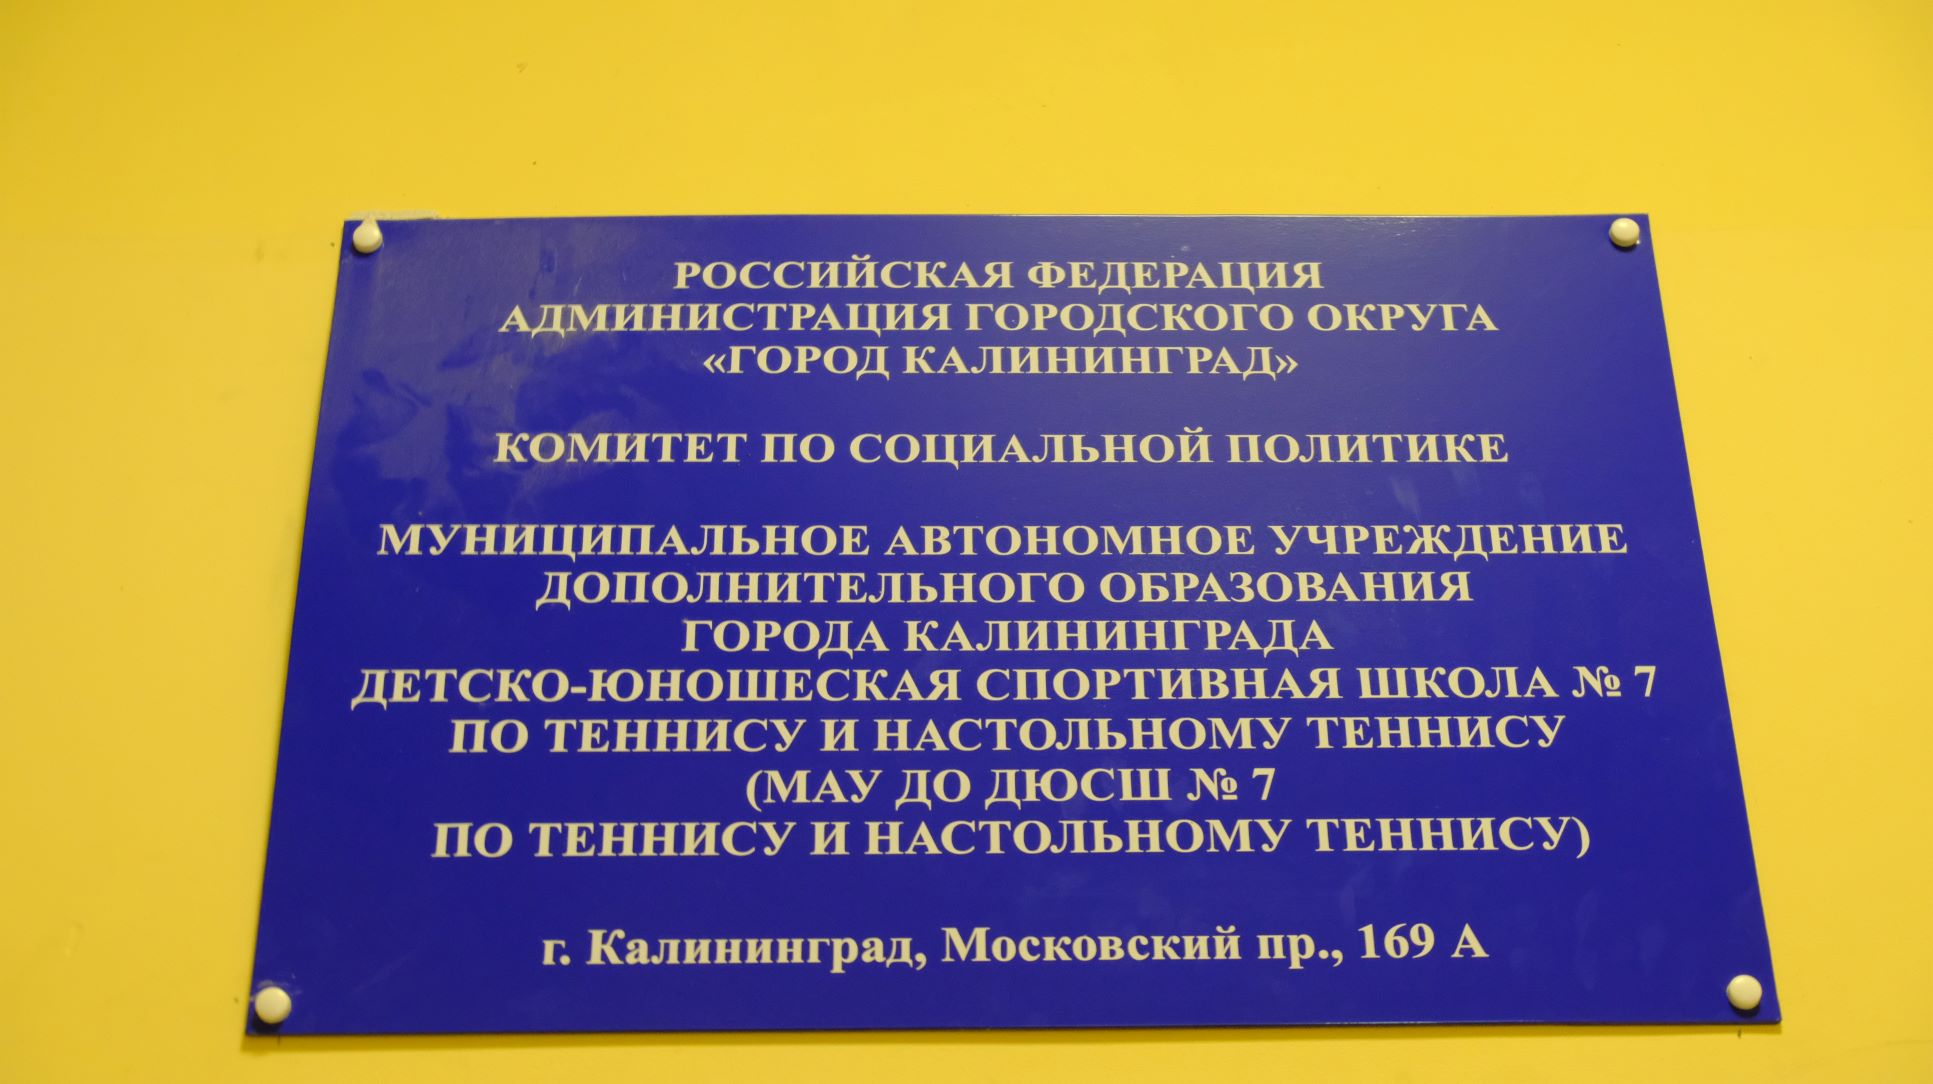 РОССИЙСКАЯ ФЕДЕРАЦИЯ
АДМИНИСТРАЦИЯ ГОРОДСКОГО ОКРУГА
«ГОРОД КАЛИНИНГРАД»
КОМИТЕТ ПО СОЦИАЛЬНОЙ ПОЛИТИКЕ
МУНИЦИПАЛЬНОЕ АВТОНОМНОЕ УЧРЕЖДЕНИЕ
ДОПОЛНИТЕЛЬНОГО ОБРАЗОВАНИЯ
ГОРОДА КАЛИНИНГРАДА
ДЕТСКО-ЮНОШЕСКАЯ СПОРТИВНАЯ ШКОЛА № 7
ПО ТЕННИСУ И НАСТОЛЬНОМУ ТЕННИСУ
(МАУ ДО ДЮСШ № 7
ПО ТЕННИСУ И НАСТОЛЬНОМУ ТЕННИСУ)
г. Калининград, Московский пр., 169 А